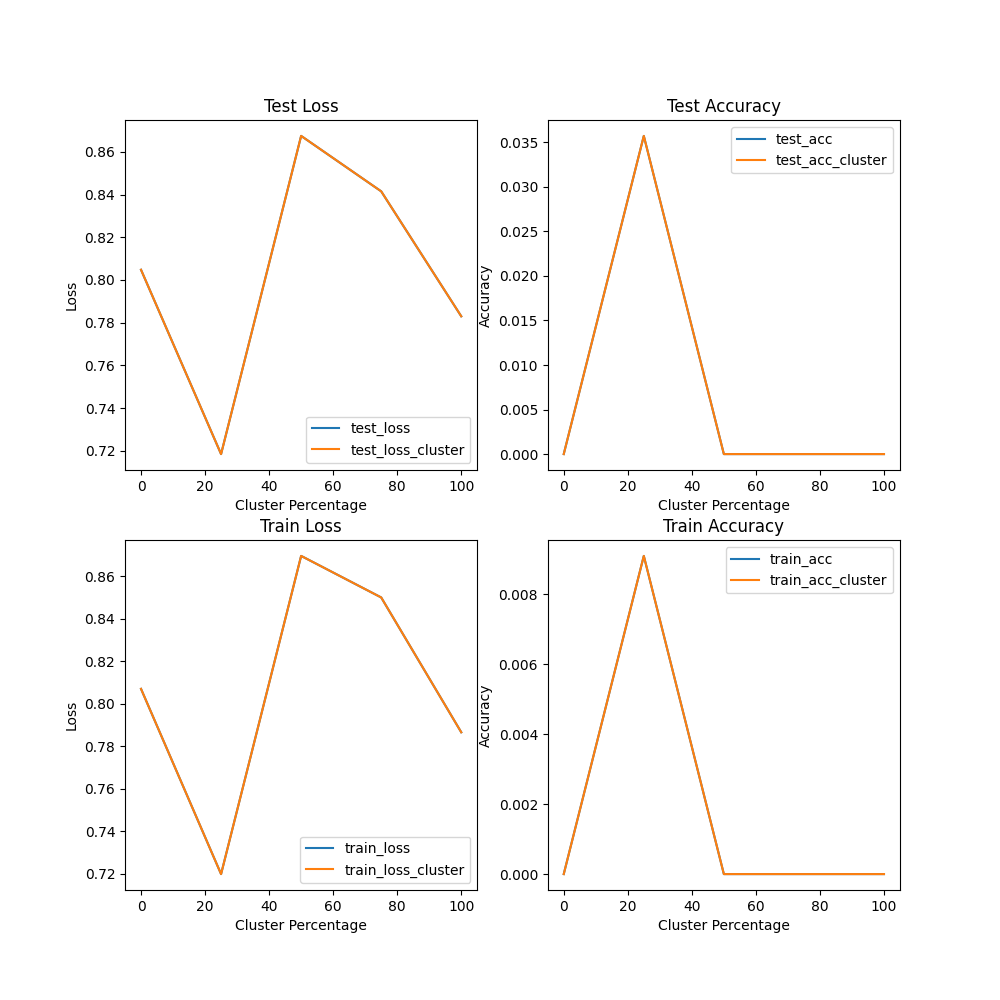 Test Loss
0.86
0.84
0.82
0.80
0.78
0.76
0.74
0.72
Loss
test_loss
test_loss_cluster
0 20 40 60 80 100
Cluster Percentage
Test Accuracy
0.035
0.030
0.025
0.020
0.015
0.010
0.005
0.000
Accuracy
test_acc
test_acc_cluster
0 20 40 60 80 100
Cluster Percentage
Train Loss
0.86
0.84
0.82
0.80
0.78
0.76
0.74
0.72
Loss
train_loss
train_loss_cluster
0 20 40 60 80 100
Cluster Percentage
Train Accuracy
0.008
0.006
0.004
0.002
0.000
Accuracy
train_acc
train_acc_cluster
0 20 40 60 80 100
Cluster Percentage